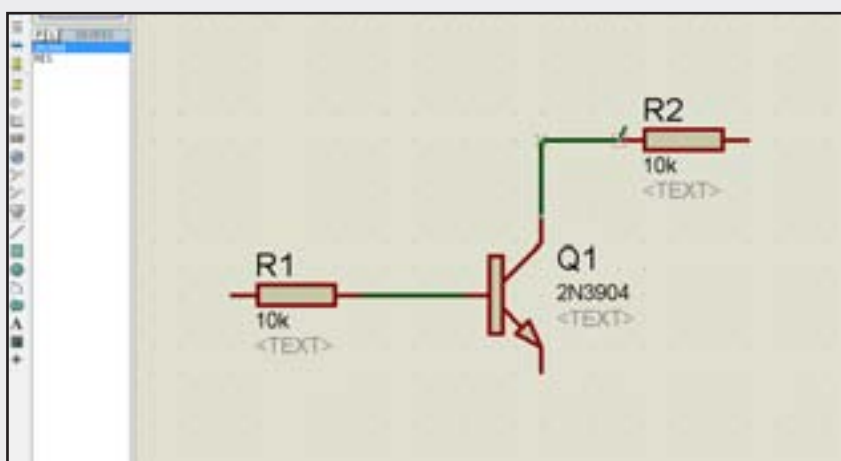 R2
10k
<TEXT>
R1
10k
<TEXT>
Q1
2N3904
<TEXT>
A